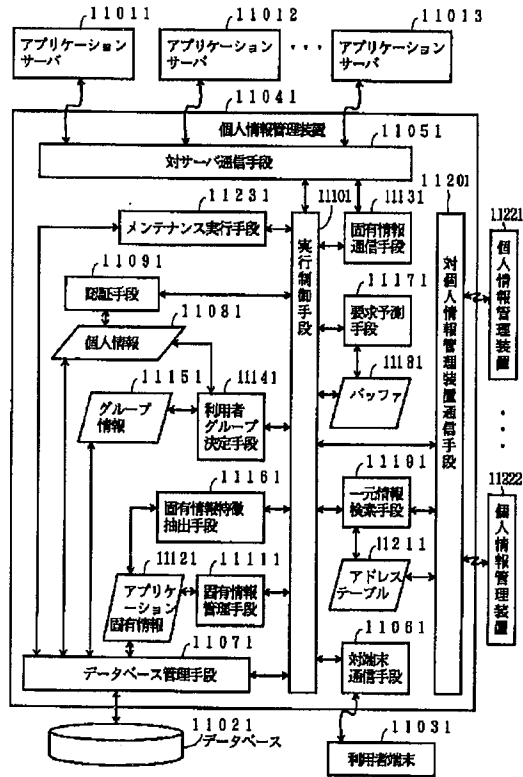 11011
11012
11013
アプリケーション
サーバ
アプリケーション
サーバ
・・・
アプリケーション
サーバ
11041
個人情報管理装置
11051
対サーバ通信手段
11231
メンテナンス実行手段
11101
実行制御手段
11131
固有情報
通信手段
11201
対個人情報管理装置通信手段
11221
個人情報管理装置
11091
認証手段
11171
要求予測
手段
11081
個人情報
11181
バッファ
11151
グループ
情報
11141
利用者
グループ
決定手段
・・・
11161
固有情報特徴
抽出手段
11191
一元情報
検索手段
11222
個人情報管理装置
11121
アプリケーション
固有情報
11111
固有情報
管理手段
11211
アドレス
テーブル
11071
データベース管理手段
11061
対端末
通信手段
11021
データベース
11031
利用者端末